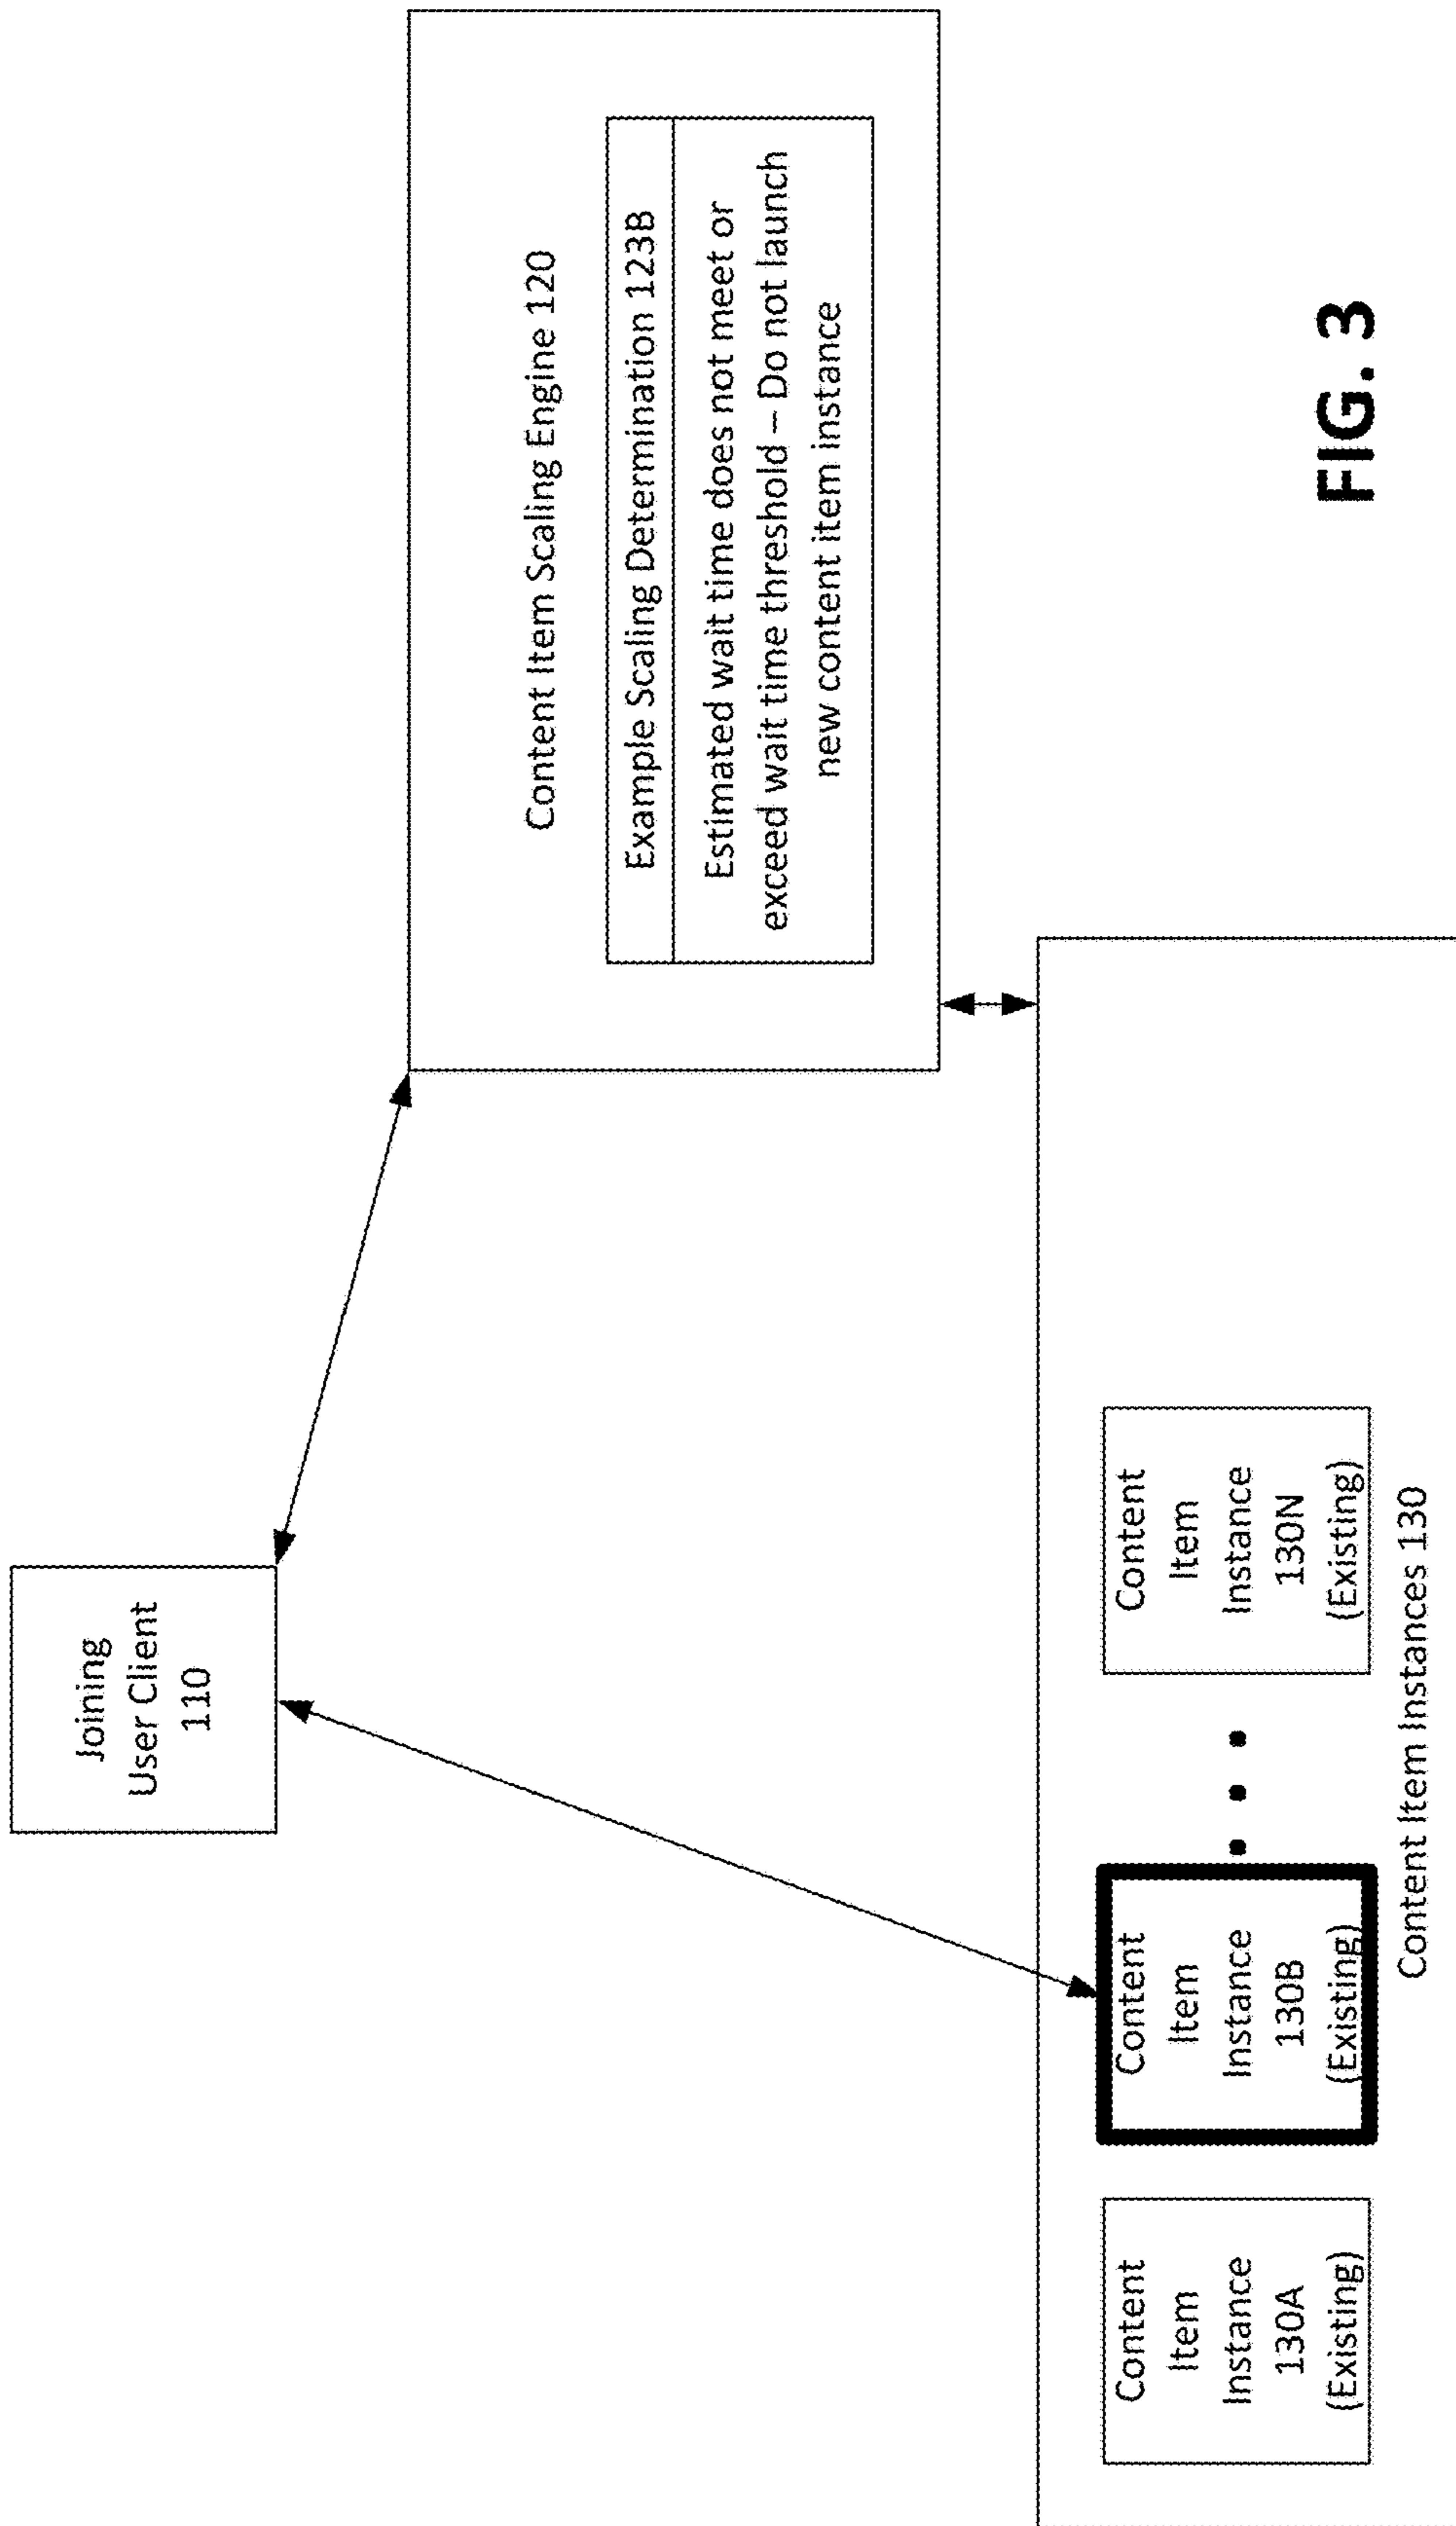 Joining
User Client
110
Content Item Scaling Engine 120
Example Scaling Determination 123B
Estimated wait time does not meet or
exceed wait time threshold – Do not launch
new content item instance
Content
Item
Instance
130A
(Existing)
Content
Item
Instance
130B
(Existing)
Content
Item
Instance
130N
(Existing)
Content Item Instances 130
FIG. 3